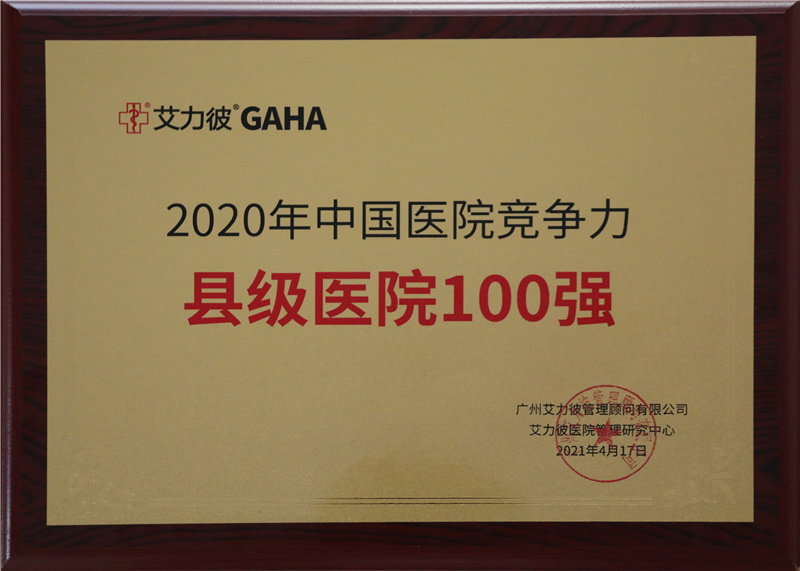 艾力彼®GAHA
2020年中国医院竞争力
县级医院100强
广州艾力彼管理顾问有限公司
艾力彼医院管理研究中心
2021年4月17日